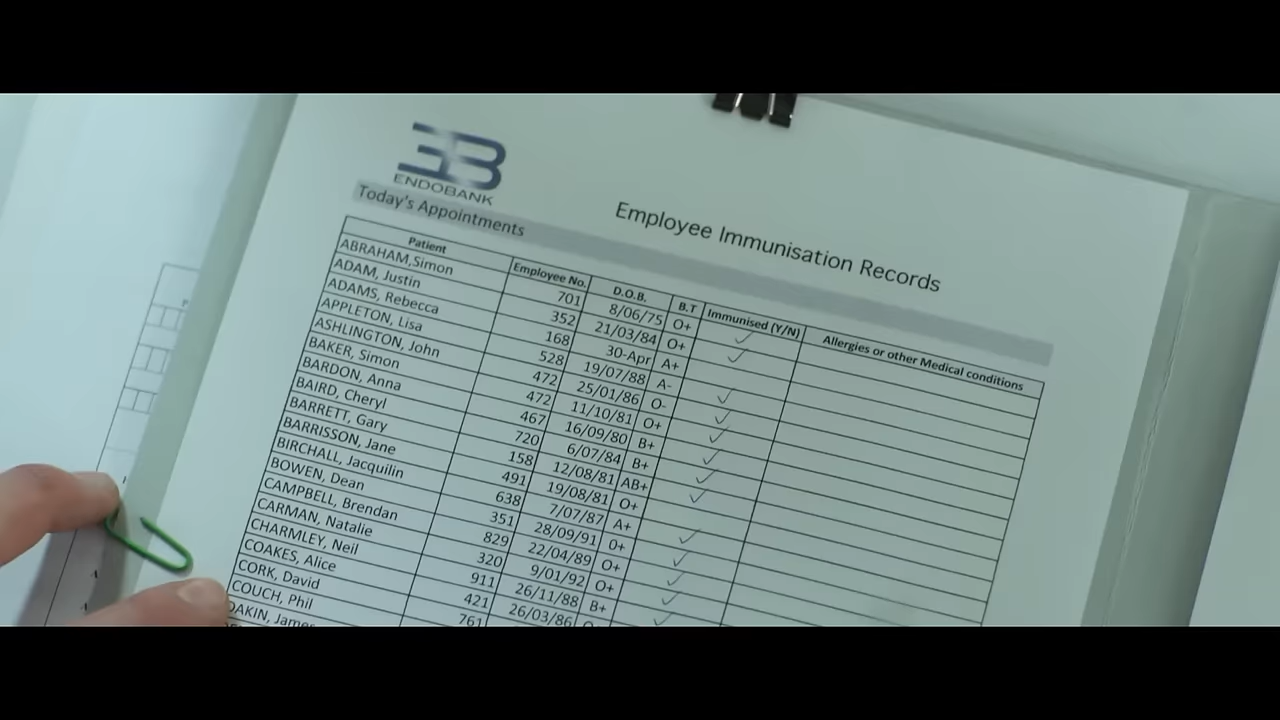 EB
ENDOBANK
Employee Immunisation Records
Today's Appointments
Patient Employee No. D.O.B. B.T Immunised (Y/N) Allergies or other Medical conditions
ABRAHAM,Simon 701 8/06/75 O+ ✓
ADAM, Justin 352 21/03/84 O+ ✓
ADAMS, Rebecca 168 30-Apr A+
APPLETON, Lisa 528 19/07/88 A- ✓
ASHLINGTON, John 472 25/01/86 O- ✓
BAKER, Simon 472 11/10/81 O+ ✓
BARDON, Anna 467 16/09/80 B+ ✓
BAIRD, Cheryl 720 6/07/84 B+ ✓
BARRETT, Gary 158 12/08/81 AB+ ✓
BARRISSON, Jane 491 19/08/81 O+
BIRCHALL, Jacquilin 638 7/07/87 A+ ✓
BOWEN, Dean 351 28/09/91 0+ ✓
CAMPBELL, Brendan 829 22/04/89 O+ ✓
CARMAN, Natalie 320 9/01/92 O+ ✓
CHARMLEY, Neil 911 26/11/88 B+ ✓
COAKES, Alice 421 26/03/86
CORK, David 761
COUCH, Phil
DAKIN, James